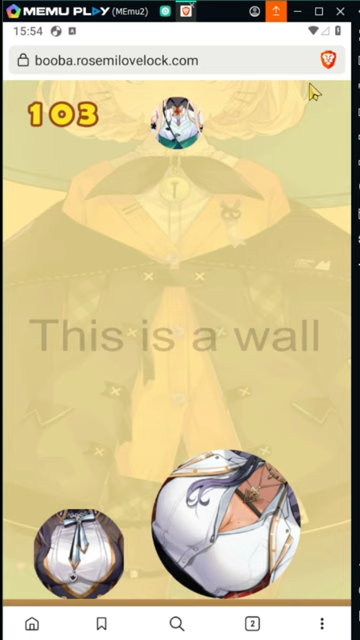 MEMU PLAY (MEmu2)
15:54
booba.rosemilovelock.com
103
This is a wall
2